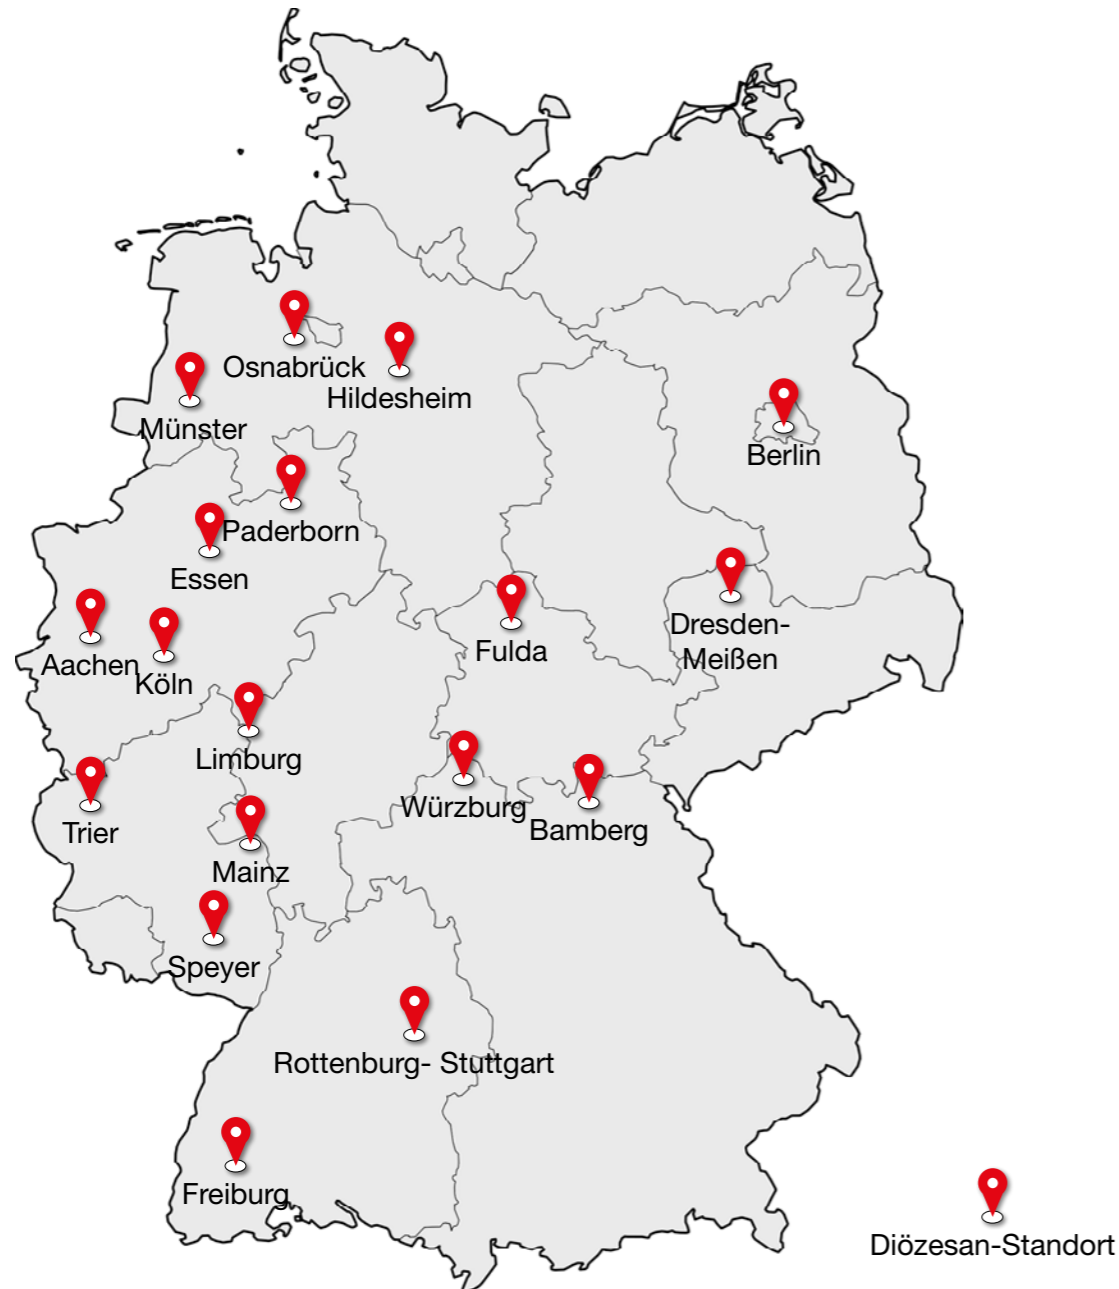 Osnabrück
Hildesheim
Münster
Berlin
Paderborn
Essen
Dresden-
Meißen
Fulda
Aachen
Köln
Limburg
Würzburg
Bamberg
Trier
Mainz
Speyer
Rottenburg- Stuttgart
Freiburg
Diözesan-Standort